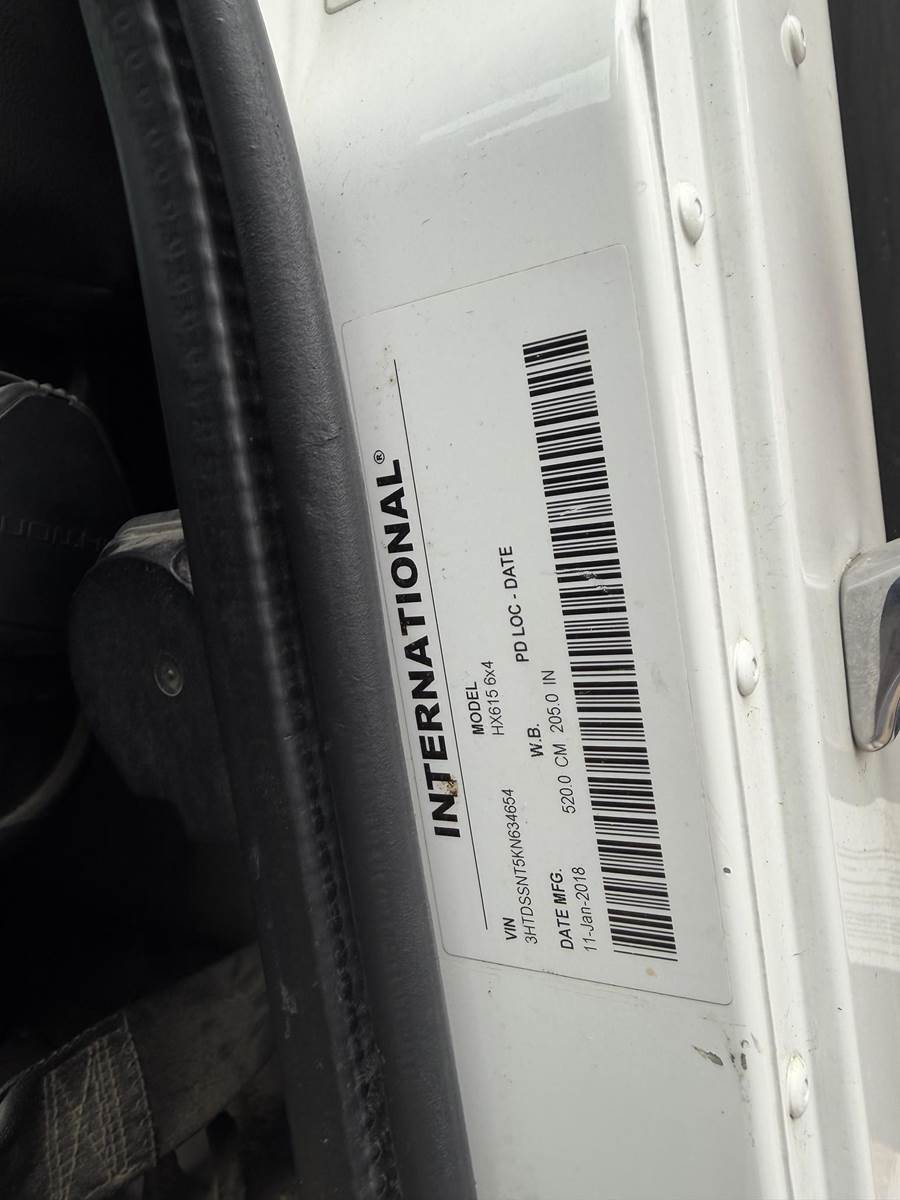 INTERNATIONAL®
VIN
3HTDSSNT5KN634654
MODEL
HX615 6x4
DATE MFG.
11-Jan-2018
W.B.
520.0 CM 205.0 IN
PD LOC - DATE